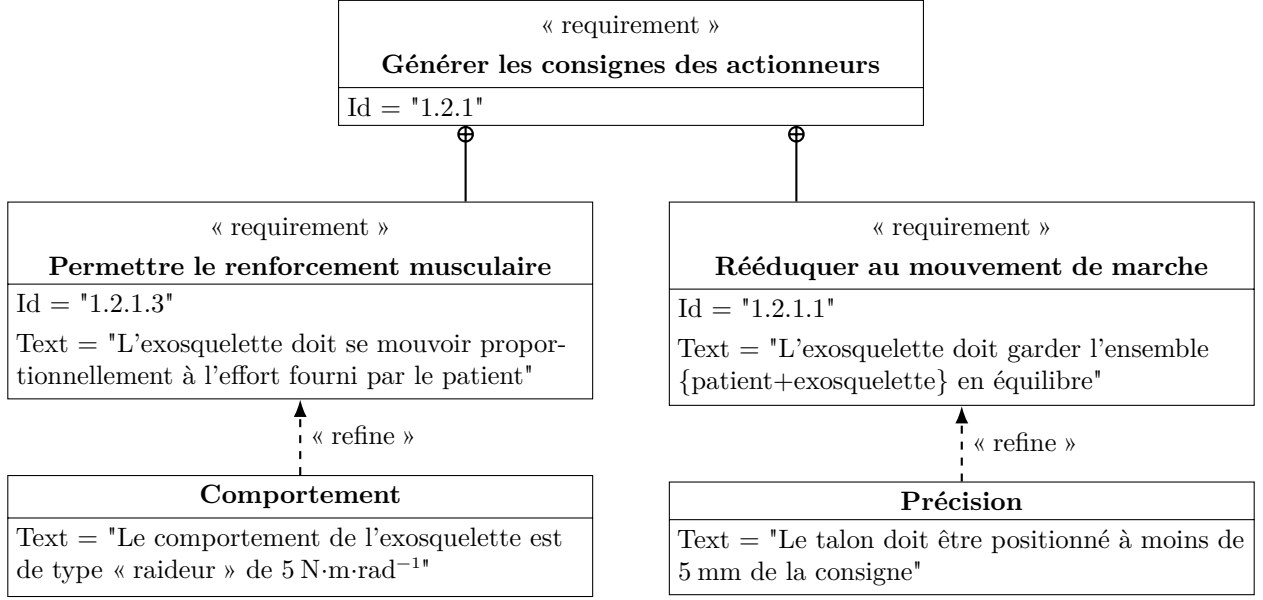 « requirement »
Générer les consignes des actionneurs
Id = "1.2.1"
« requirement »
Permettre le renforcement musculaire
Id = "1.2.1.3"
Text = "L'exosquelette doit se mouvoir propor-
tionnellement à l'effort fourni par le patient"
« refine »
Comportement
Text = "Le comportement de l'exosquelette est
de type « raideur » de 5 N·m·rad⁻¹"
« requirement »
Rééduquer au mouvement de marche
Id = "1.2.1.1"
Text = "L'exosquelette doit garder l'ensemble
{patient+exosquelette} en équilibre"
« refine »
Précision
Text = "Le talon doit être positionné à moins de
5 mm de la consigne"